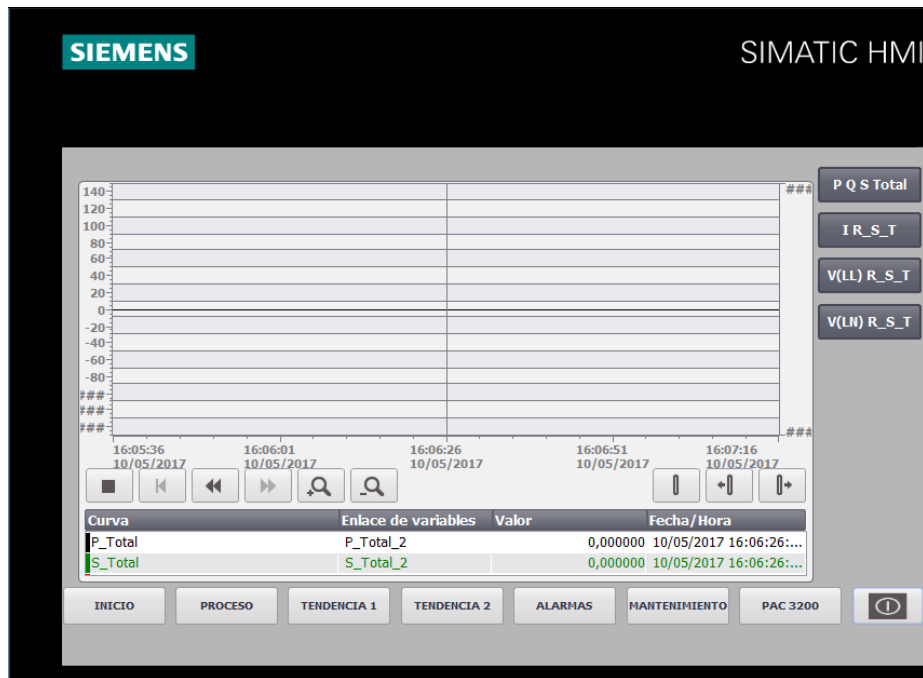 SIEMENS
SIMATIC HMI
140
120
100
80
60
40
20
0
-20
-40
-60
-80
###
###
###
###
###
16:05:36 16:06:01 16:06:26 16:06:51 16:07:16
10/05/2017 10/05/2017 10/05/2017 10/05/2017 10/05/2017
P Q S Total
I R_S_T
V(LL) R_S_T
V(LN) R_S_T
Curva Enlace de variables Valor Fecha/Hora
P_Total P_Total_2 0,000000 10/05/2017 16:06:26:...
S_Total S_Total_2 0,000000 10/05/2017 16:06:26:...
INICIO PROCESO TENDENCIA 1 TENDENCIA 2 ALARMAS MANTENIMIENTO PAC 3200